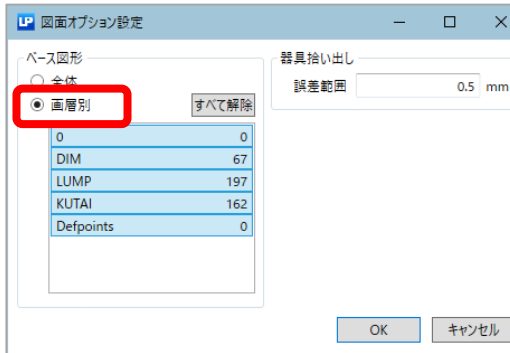 LP 図面オプション設定
ベース図形
全体
画層別 すべて解除
0 0
DIM 67
LUMP 197
KUTAI 162
Defpoints 0
器具拾い出し
誤差範囲 0.5 mm
OK キャンセル